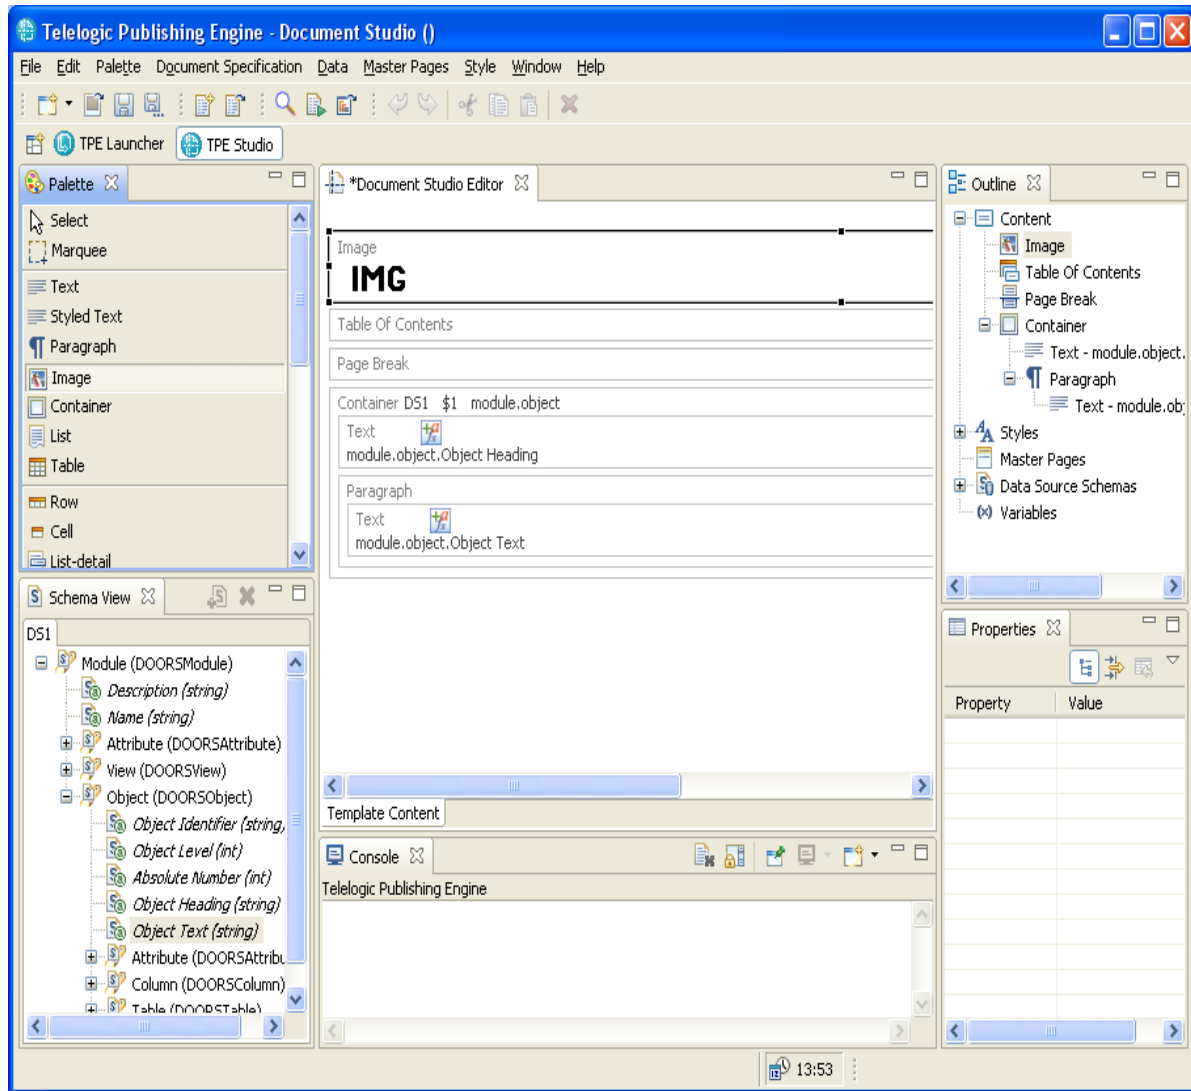 Telelogic Publishing Engine - Document Studio ()
File Edit Palette Document Specification Data Master Pages Style Window Help
TPE Launcher TPE Studio
Palette
Select
Marquee
Text
Styled Text
Paragraph
Image
Container
List
Table
Row
Cell
List-detail
Schema View
DS1
Module (DOORSModule)
Description (string)
Name (string)
Attribute (DOORSAttribute)
View (DOORSView)
Object (DOORSObject)
Object Identifier (string,
Object Level (int)
Absolute Number (int)
Object Heading (string)
Object Text (string)
Attribute (DOORSAttribu
Column (DOORSColumn)
Table (DOORSTable)
*Document Studio Editor
Image
IMG
Table Of Contents
Page Break
Container DS1 $1 module.object
Text
module.object.Object Heading
Paragraph
Text
module.object.Object Text
Template Content
Console
Telelogic Publishing Engine
Outline
Content
Image
Table Of Contents
Page Break
Container
Text - module.object.
Paragraph
Text - module.obj
Styles
Master Pages
Data Source Schemas
(x) Variables
Properties
Property Value
13:53